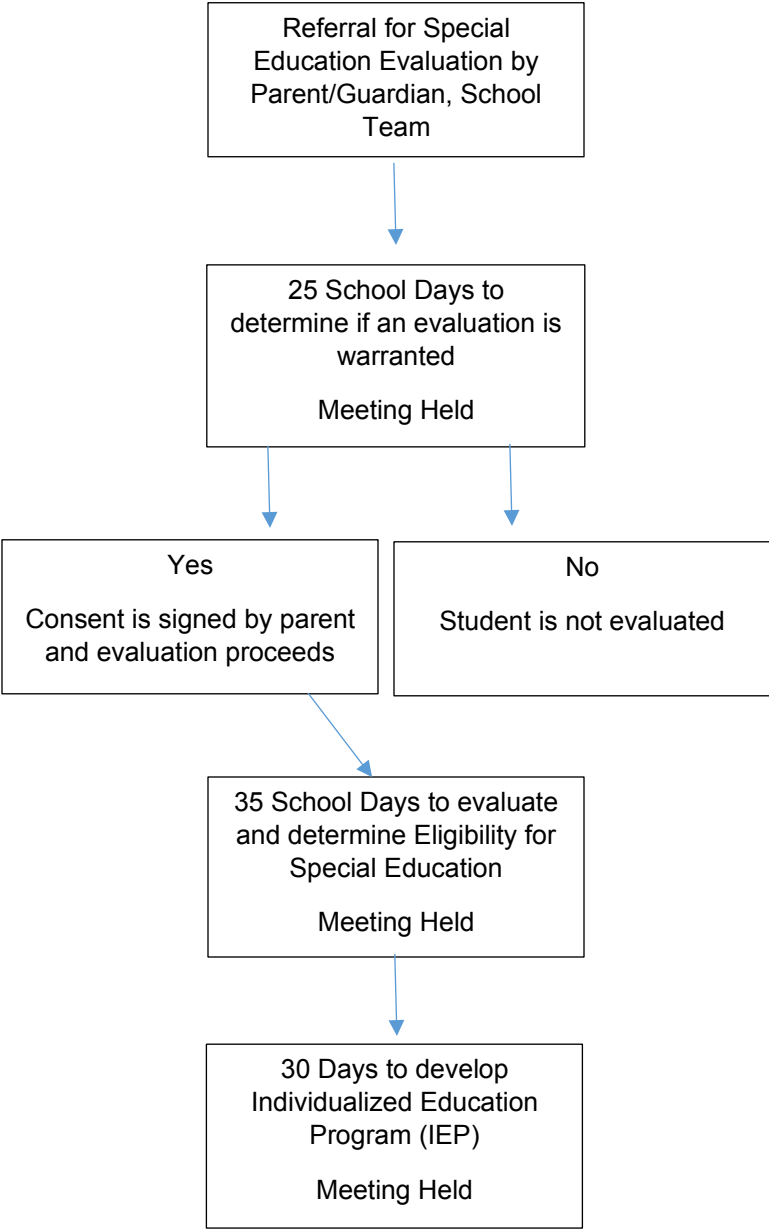 Referral for Special
Education Evaluation by
Parent/Guardian, School
Team
25 School Days to
determine if an evaluation is
warranted
Meeting Held
Yes
Consent is signed by parent
and evaluation proceeds
No
Student is not evaluated
35 School Days to evaluate
and determine Eligibility for
Special Education
Meeting Held
30 Days to develop
Individualized Education
Program (IEP)
Meeting Held